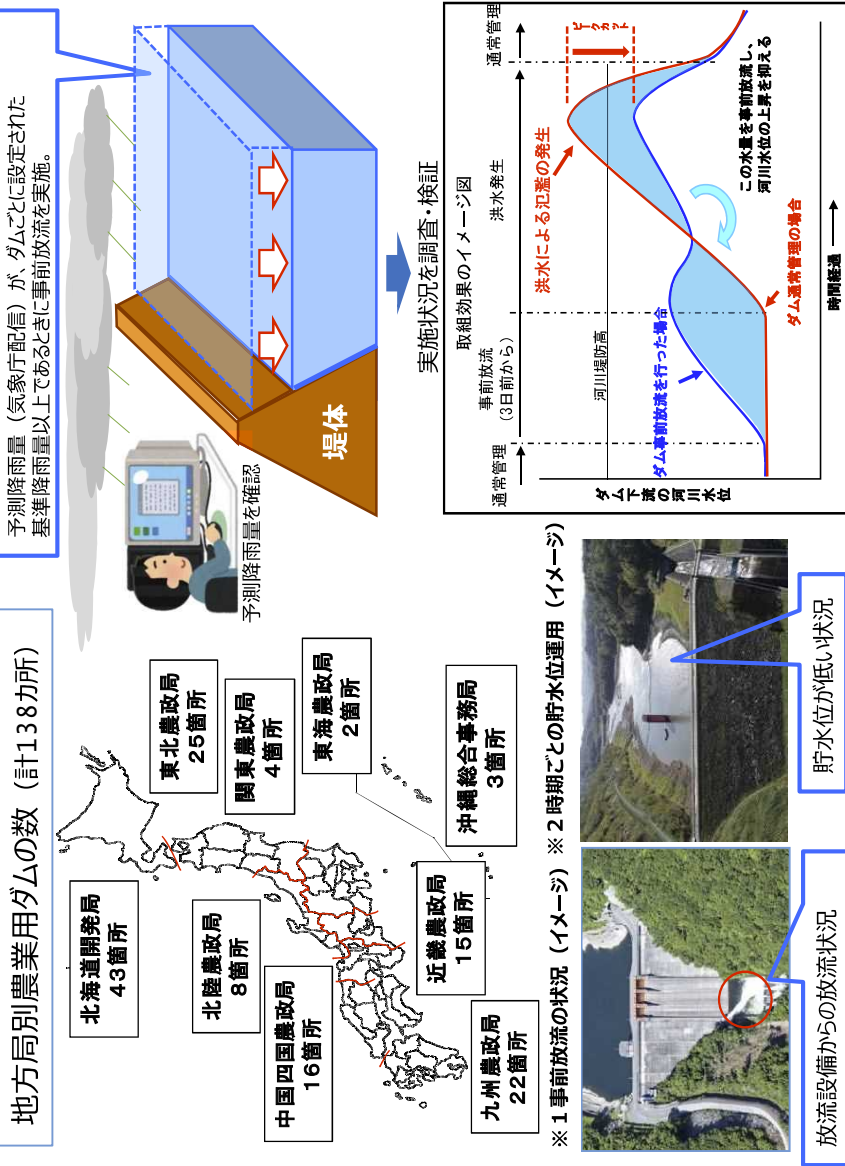 地方局別農業用ダムの数（計138カ所）
北海道開発局
43箇所
東北農政局
25箇所
北陸農政局
8箇所
関東農政局
4箇所
中国四国農政局
16箇所
東海農政局
2箇所
近畿農政局
15箇所
九州農政局
22箇所
沖縄総合事務局
3箇所
※１事前放流の状況（イメージ）
※２時期ごとの貯水位運用（イメージ）
放流設備からの放流状況
貯水位が低い状況
予測降雨量（気象庁配信）が、ダムごとに設定された
基準降雨量以上であるときに事前放流を実施。
予測降雨量を確認
堤体
実施状況を調査・検証
取組効果のイメージ図
通常管理
事前放流
（3日前から）
洪水発生
通常管理
洪水による氾濫の発生
ピークカット
河川堤防高
ダム事前放流を行った場合
ダム下流の河川水位
この水量を事前放流し、
河川水位の上昇を抑える
ダム通常管理の場合
時間経過